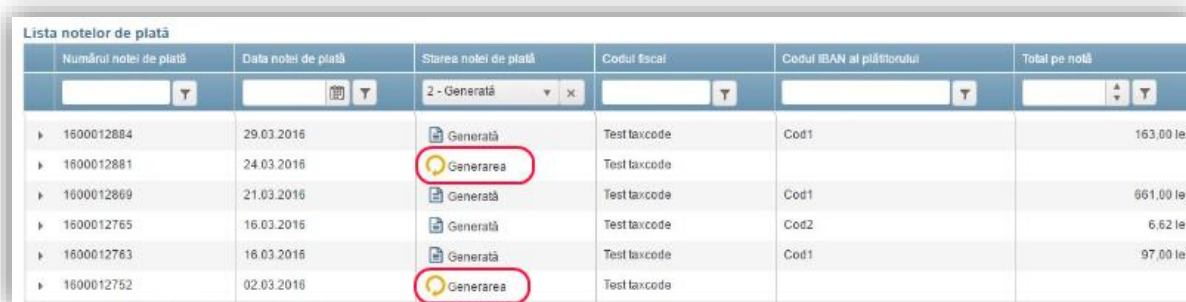 Lista notelor de plată
Numărul notei de plată Data notei de plată Starea notei de plată Codul fiscal Codul IBAN al plătitorului Total pe notă
2 - Generată
1600012884 29.03.2016 Generată Test taxcode Cod1 163,00 le
1600012881 24.03.2016 Generarea Test taxcode
1600012869 21.03.2016 Generată Test taxcode Cod1 661,00 le
1600012765 16.03.2016 Generată Test taxcode Cod2 6,62 le
1600012763 16.03.2016 Generată Test taxcode Cod1 97,00 le
1600012752 02.03.2016 Generarea Test taxcode